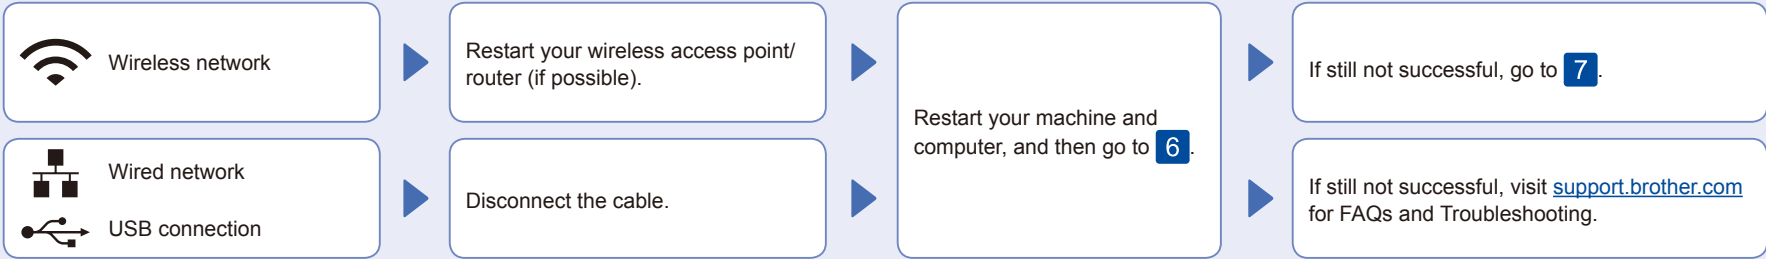 Wireless network
Restart your wireless access point/
router (if possible).
Wired network
USB connection
Disconnect the cable.
Restart your machine and
computer, and then go to 6.
If still not successful, go to 7.
If still not successful, visit support.brother.com
for FAQs and Troubleshooting.